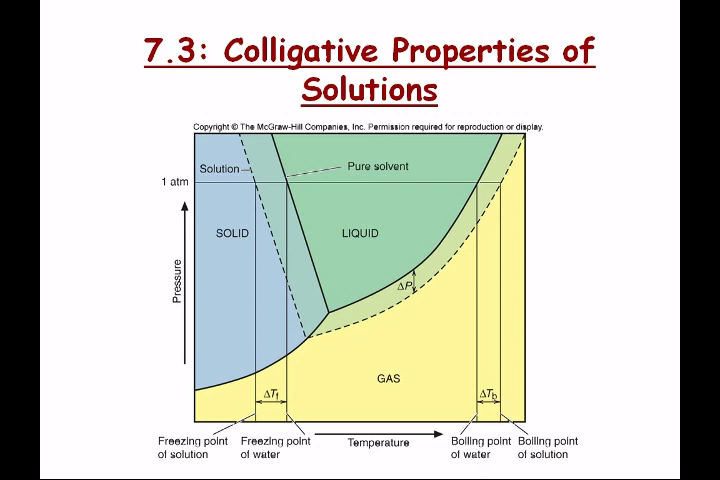 7.3: Colligative Properties of
Solutions
Copyright © The McGraw-Hill Companies, Inc. Permission required for reproduction or display.
Solution
Pure solvent
1 atm
SOLID
LIQUID
Pressure
ΔP
GAS
ΔTf
ΔTb
Freezing point
of solution
Freezing point
of water
Temperature
Boiling point
of water
Boiling point
of solution